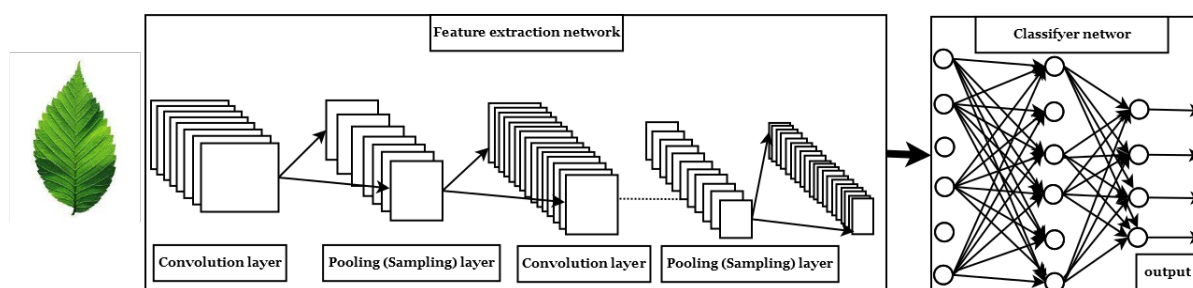 Feature extraction network
Classifyer networ
Convolution layer
Pooling (Sampling) layer
Convolution layer
Pooling (Sampling) layer
output